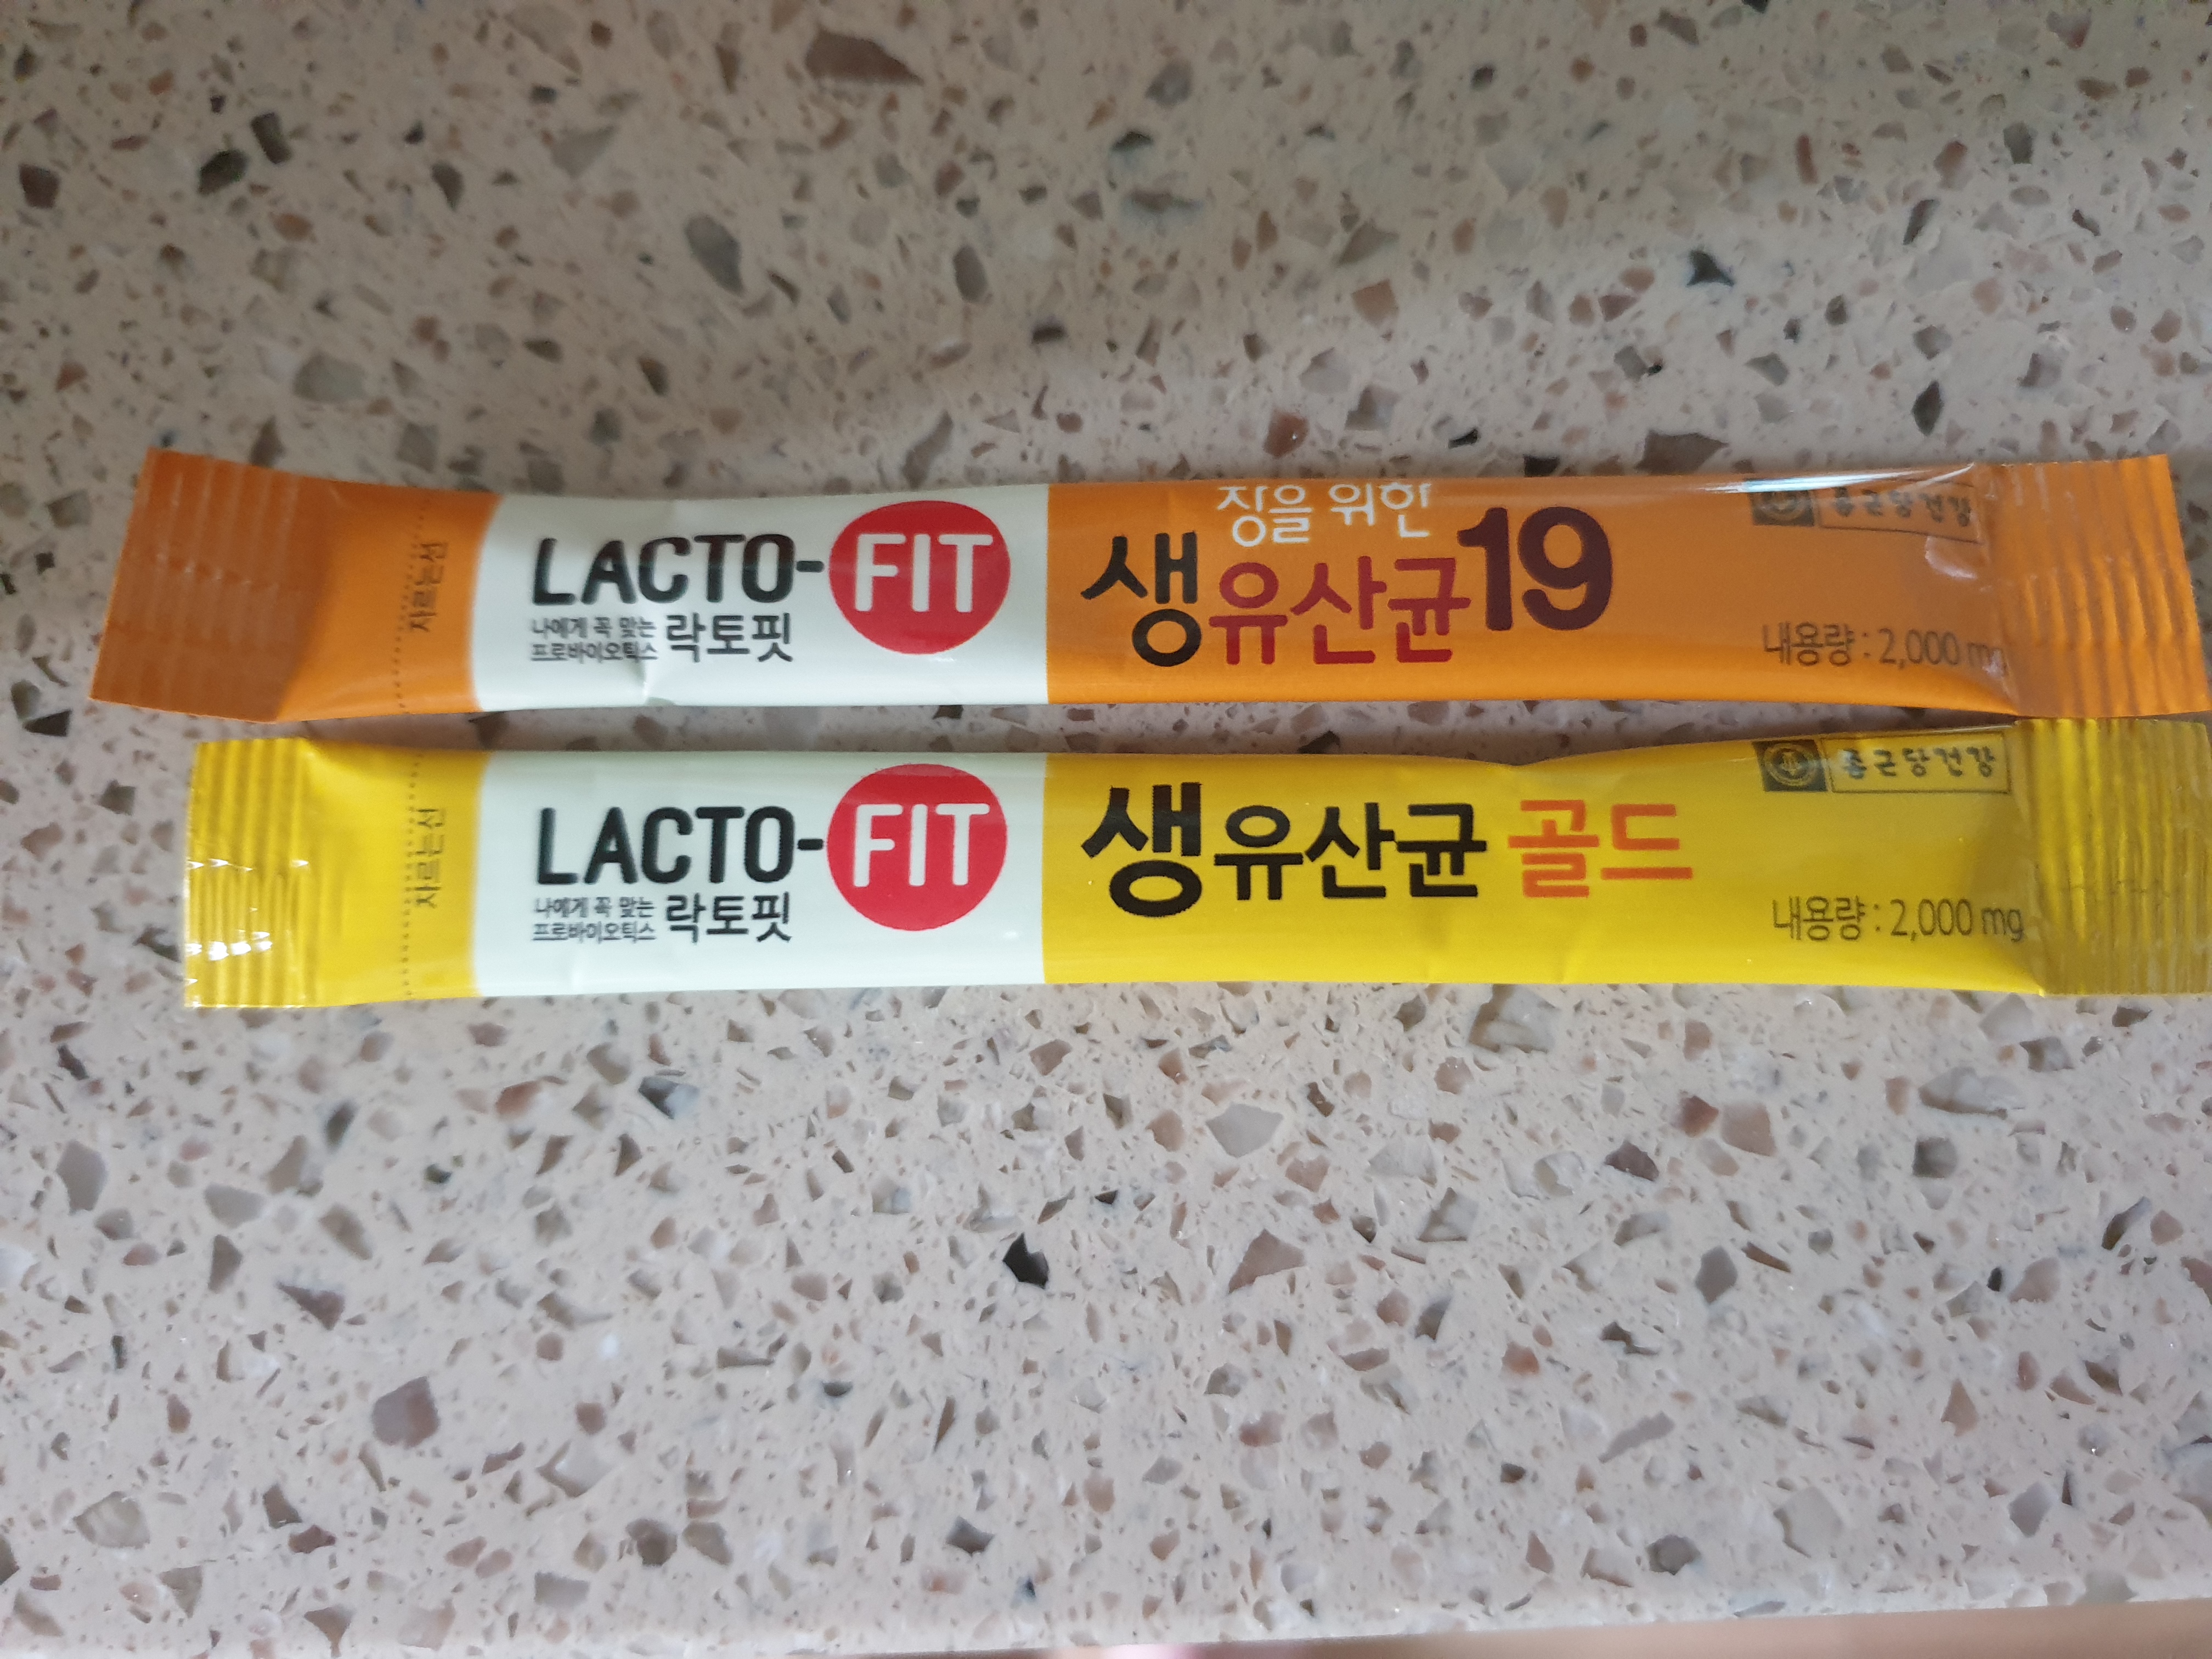 자르는선
LACTO-FIT
나에게 꼭 맞는
프로바이오틱스 락토핏
장을 위한
생유산균19
종근당건강
내용량 : 2,000 mg
자르는선
LACTO-FIT
나에게 꼭 맞는
프로바이오틱스 락토핏
생유산균 골드
종근당건강
내용량 : 2,000 mg